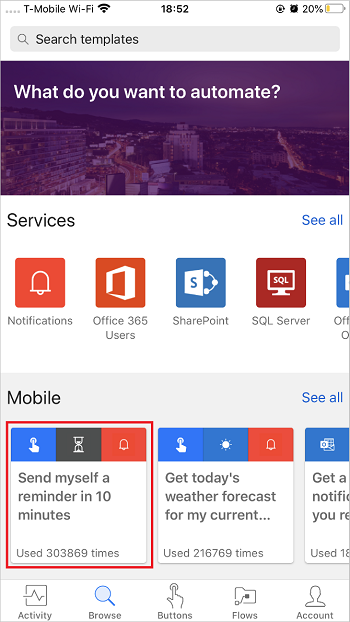 T-Mobile Wi-Fi 18:52 20%
Search templates
What do you want to automate?
Services See all
Notifications Office 365 SharePoint SQL Server Off
Users O
SQL
Mobile See all
Send myself a
reminder in 10
minutes
Used 303869 times
Get today's
weather forecast
for my current...
Used 216769 times
Get a
notific
you re
Used 18
Activity Browse Buttons Flows Account